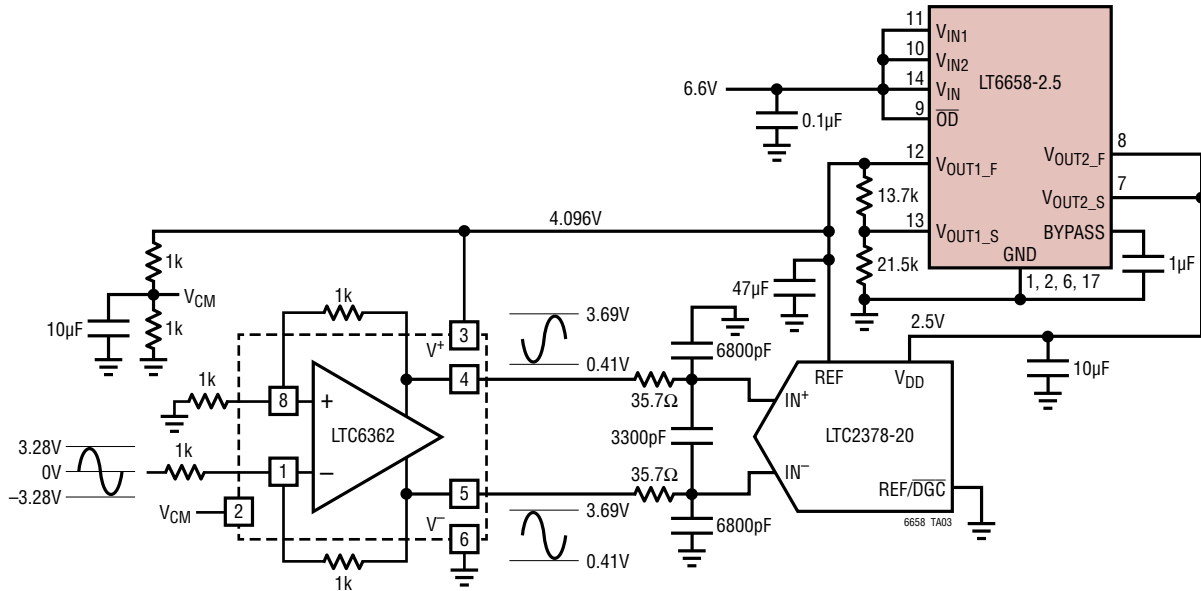 11
V_IN1
10
V_IN2
14
V_IN
9
OD
LT6658-2.5
6.6V
0.1µF
12
V_OUT1_F
13.7k
13
V_OUT1_S
21.5k
8
V_OUT2_F
7
V_OUT2_S
BYPASS
GND
1, 2, 6, 17
1µF
4.096V
47µF
2.5V
10µF
1k
V_CM
10µF
1k
1k
3
V⁺
4
3.69V
0.41V
35.7Ω
6800pF
3300pF
35.7Ω
6800pF
REF
V_DD
IN⁺
LTC2378-20
IN⁻
REF/DGC
6658 TA03
1k
8
+
LTC6362
3.28V
0V
–3.28V
1k
1
–
V_CM
2
5
V⁻
6
3.69V
0.41V
1k